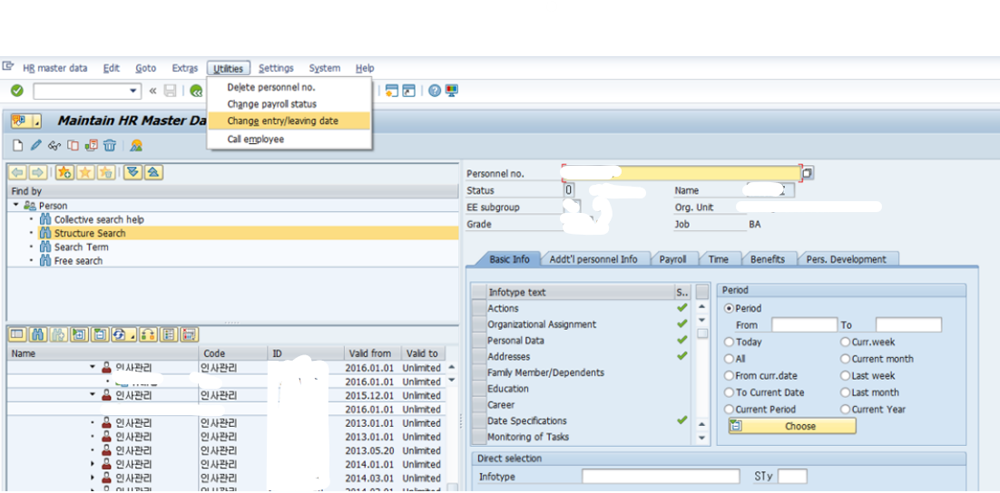 HR master data Edit Goto Extras Utilities Settings System Help
Delete personnel no.
Change payroll status
Change entry/leaving date
Call employee
Maintain HR Master Da
Find by
Person
Collective search help
Structure Search
Search Term
Free search
Name Code ID Valid from Valid to
인사관리 인사관리 2016.01.01 Unlimited
2016.01.01 Unlimited
인사관리 인사관리 2015.12.01 Unlimited
2016.01.01 Unlimited
인사관리 인사관리 2013.01.01 Unlimited
인사관리 인사관리 2013.01.01 Unlimited
인사관리 인사관리 2013.05.20 Unlimited
인사관리 인사관리 2014.01.01 Unlimited
인사관리 인사관리 2014.03.01 Unlimited
Personnel no.
Status 0 Name
EE subgroup Org. Unit
Grade Job BA
Basic Info Addt'l personnel Info Payroll Time Benefits Pers. Development
Infotype text S..
Actions
Organizational Assignment
Personal Data
Addresses
Family Member/Dependents
Education
Career
Date Specifications
Monitoring of Tasks
Period
Period
From To
Today Curr.week
All Current month
From curr.date Last week
To Current Date Last month
Current Period Current Year
Choose
Direct selection
Infotype STy